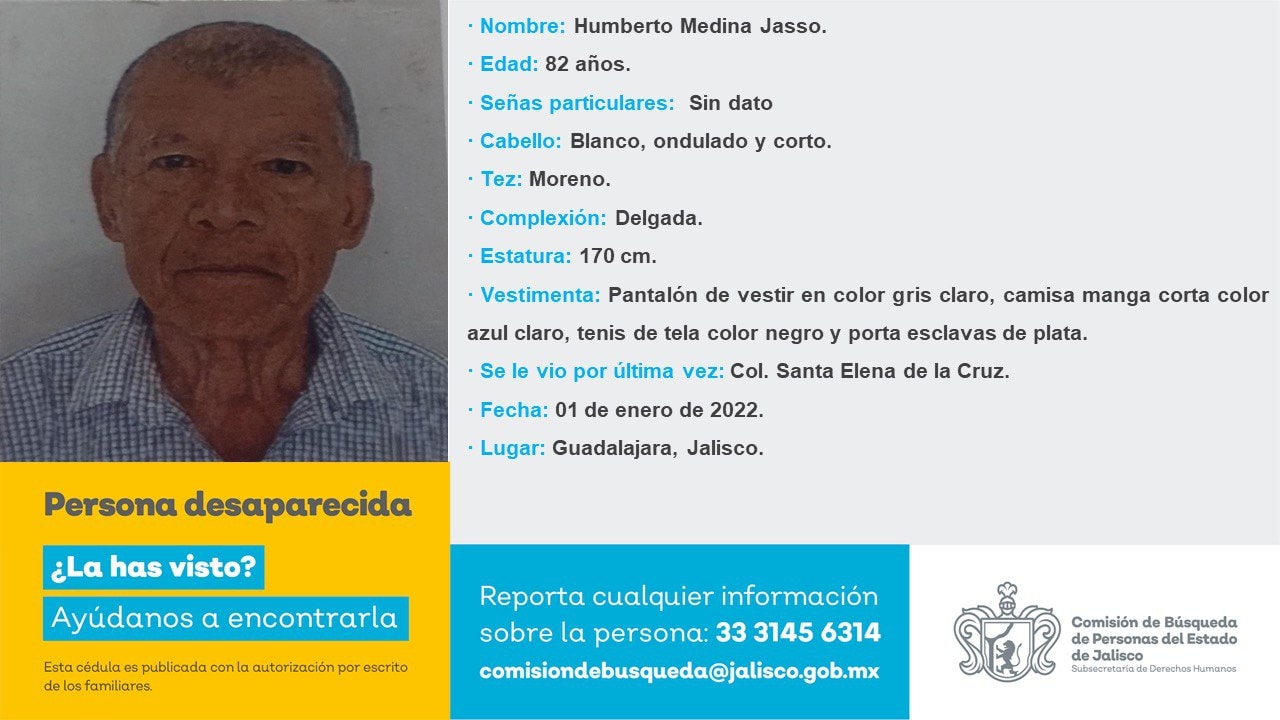 · Nombre: Humberto Medina Jasso.
· Edad: 82 años.
· Señas particulares: Sin dato
· Cabello: Blanco, ondulado y corto.
· Tez: Moreno.
· Complexión: Delgada.
· Estatura: 170 cm.
· Vestimenta: Pantalón de vestir en color gris claro, camisa manga corta color
azul claro, tenis de tela color negro y porta esclavas de plata.
· Se le vio por última vez: Col. Santa Elena de la Cruz.
· Fecha: 01 de enero de 2022.
· Lugar: Guadalajara, Jalisco.
Persona desaparecida
¿La has visto?
Ayúdanos a encontrarla
Esta cédula es publicada con la autorización por escrito
de los familiares.
Reporta cualquier información
sobre la persona: 33 3145 6314
comisiondebusqueda@jalisco.gob.mx
Comisión de Búsqueda
de Personas del Estado
de Jalisco
Subsecretaría de Derechos Humanos